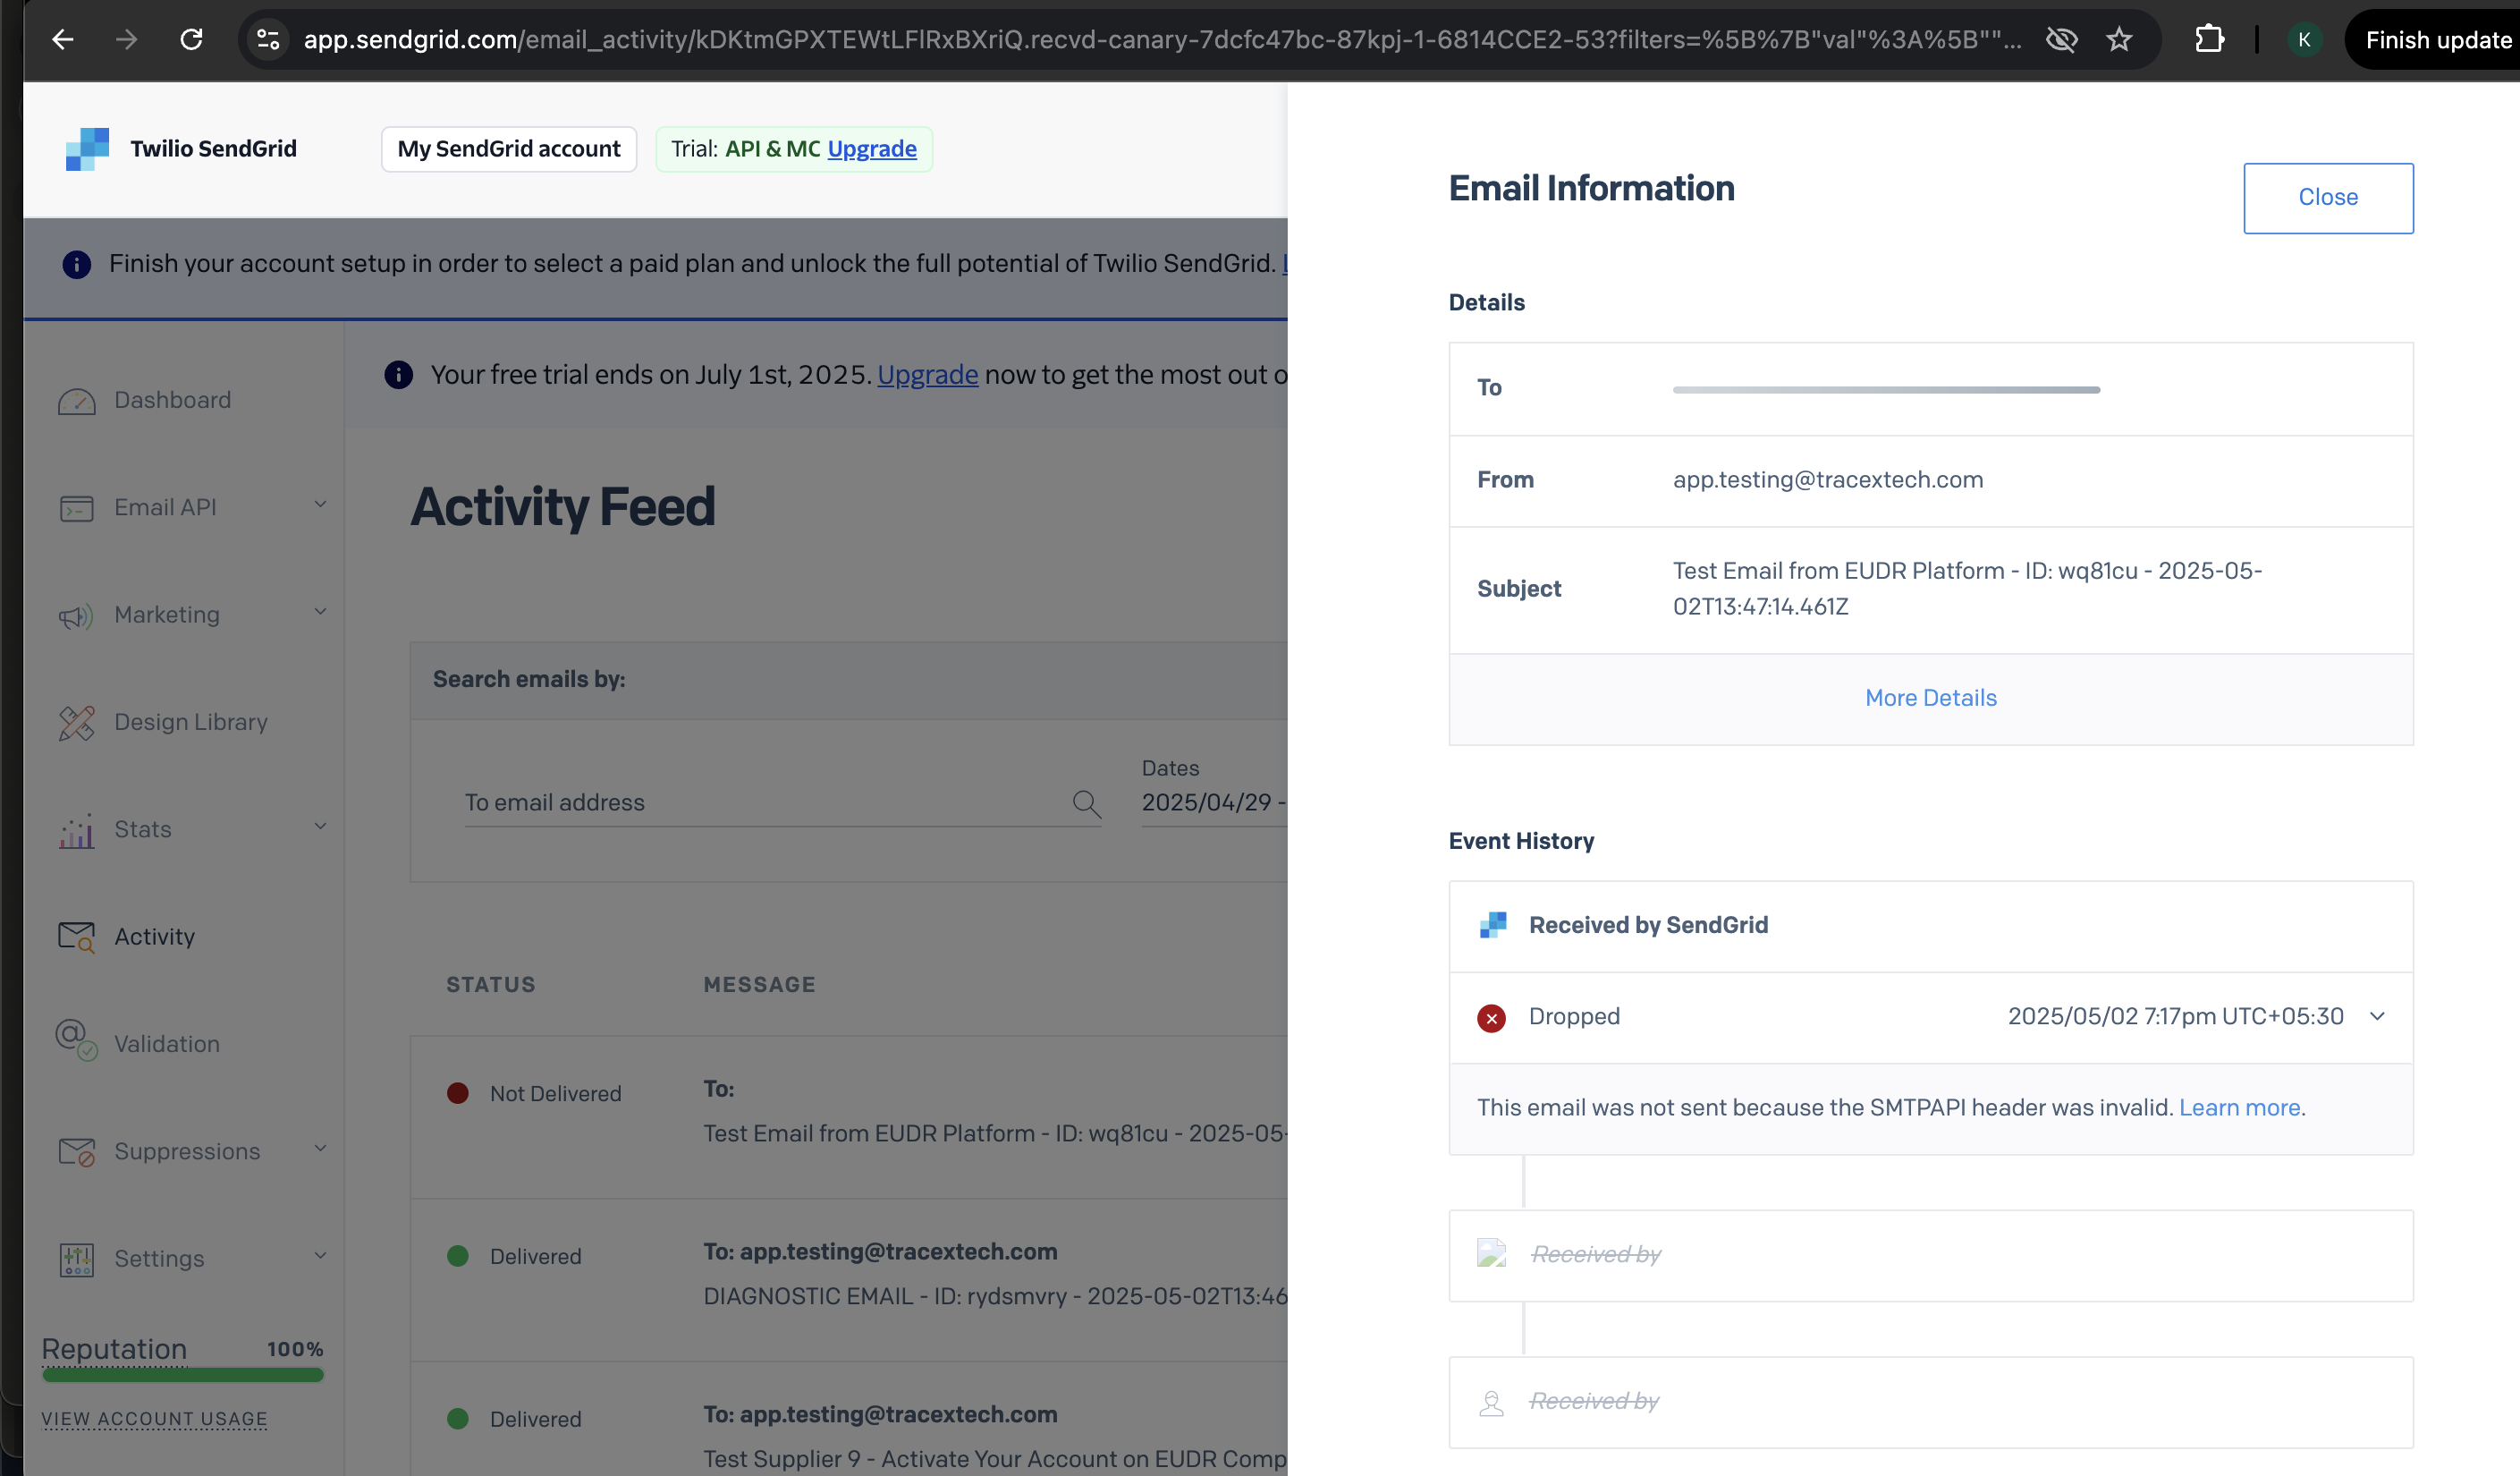 app.sendgrid.com/email_activity/kDKtmGPXTEWtLFlRxBXriQ.recvd-canary-7dcfc47bc-87kpj-1-6814CCE2-53?filters=%5B%7B"val"%3A%5B""...
K
Finish update
Twilio SendGrid
My SendGrid account
Trial: API & MC Upgrade
Finish your account setup in order to select a paid plan and unlock the full potential of Twilio SendGrid.
Your free trial ends on July 1st, 2025. Upgrade now to get the most out o
Dashboard
Email API
Marketing
Design Library
Stats
Activity
Validation
Suppressions
Settings
Reputation 100%
VIEW ACCOUNT USAGE
Activity Feed
Search emails by:
To email address
Dates
2025/04/29 -
STATUS MESSAGE
Not Delivered
To:
Test Email from EUDR Platform - ID: wq81cu - 2025-05-
Delivered
To: app.testing@tracextech.com
DIAGNOSTIC EMAIL - ID: rydsmvry - 2025-05-02T13:46
Delivered
To: app.testing@tracextech.com
Test Supplier 9 - Activate Your Account on EUDR Comp
Email Information
Close
Details
To
From app.testing@tracextech.com
Subject
Test Email from EUDR Platform - ID: wq81cu - 2025-05-
02T13:47:14.461Z
More Details
Event History
Received by SendGrid
Dropped 2025/05/02 7:17pm UTC+05:30
This email was not sent because the SMTPAPI header was invalid. Learn more.
Received by
Received by